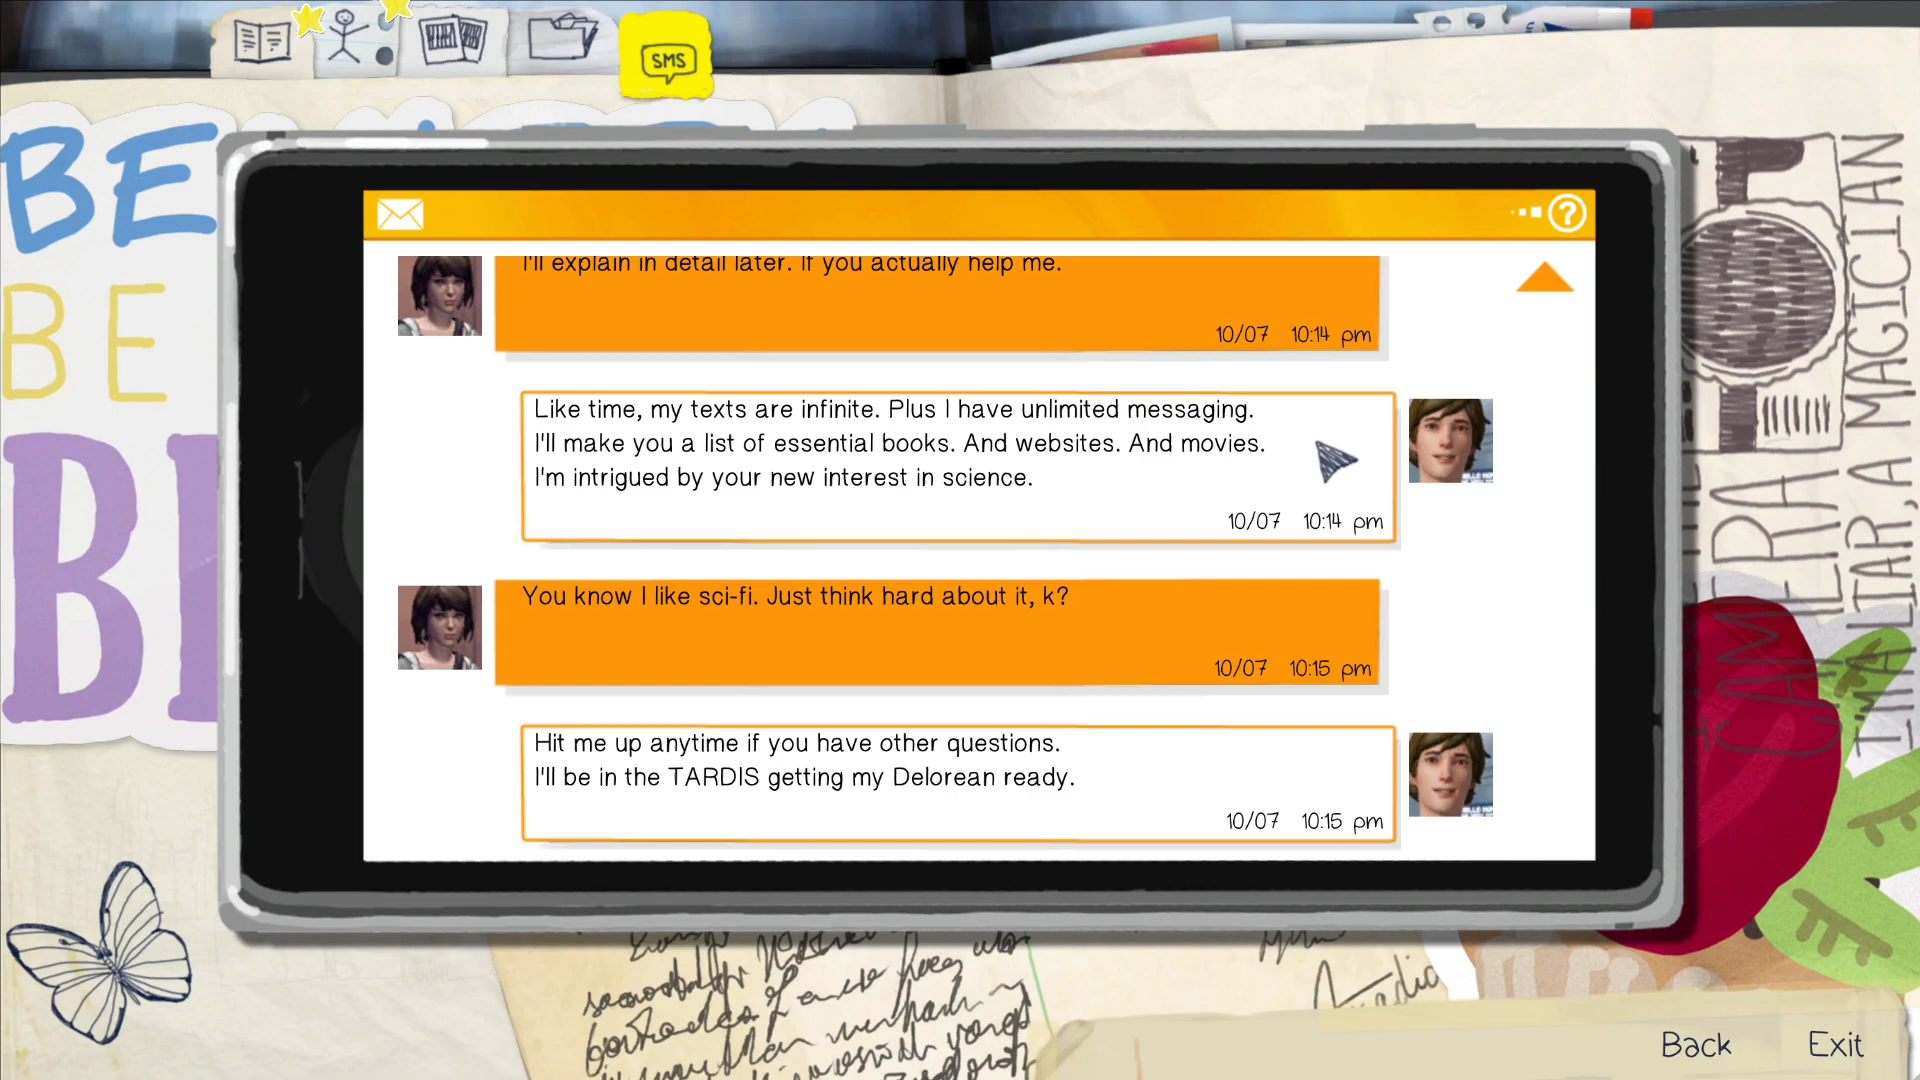 SMS
BE
BE
I'll explain in detail later. If you actually help me.
10/07 10:14 pm
Like time, my texts are infinite. Plus I have unlimited messaging.
I'll make you a list of essential books. And websites. And movies.
I'm intrigued by your new interest in science.
10/07 10:14 pm
You know I like sci-fi. Just think hard about it, k?
10/07 10:15 pm
Hit me up anytime if you have other questions.
I'll be in the TARDIS getting my Delorean ready.
10/07 10:15 pm
CAMERA
I'M A LIAR, A MAGICIAN
Back
Exit